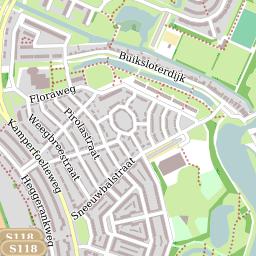 Buiksloterdijk
Floraweg
Pirolastraat
Weegbreestraat
Kamperfoelieweg
Sneeuwbalstraat
Heggerankweg
S118
S118